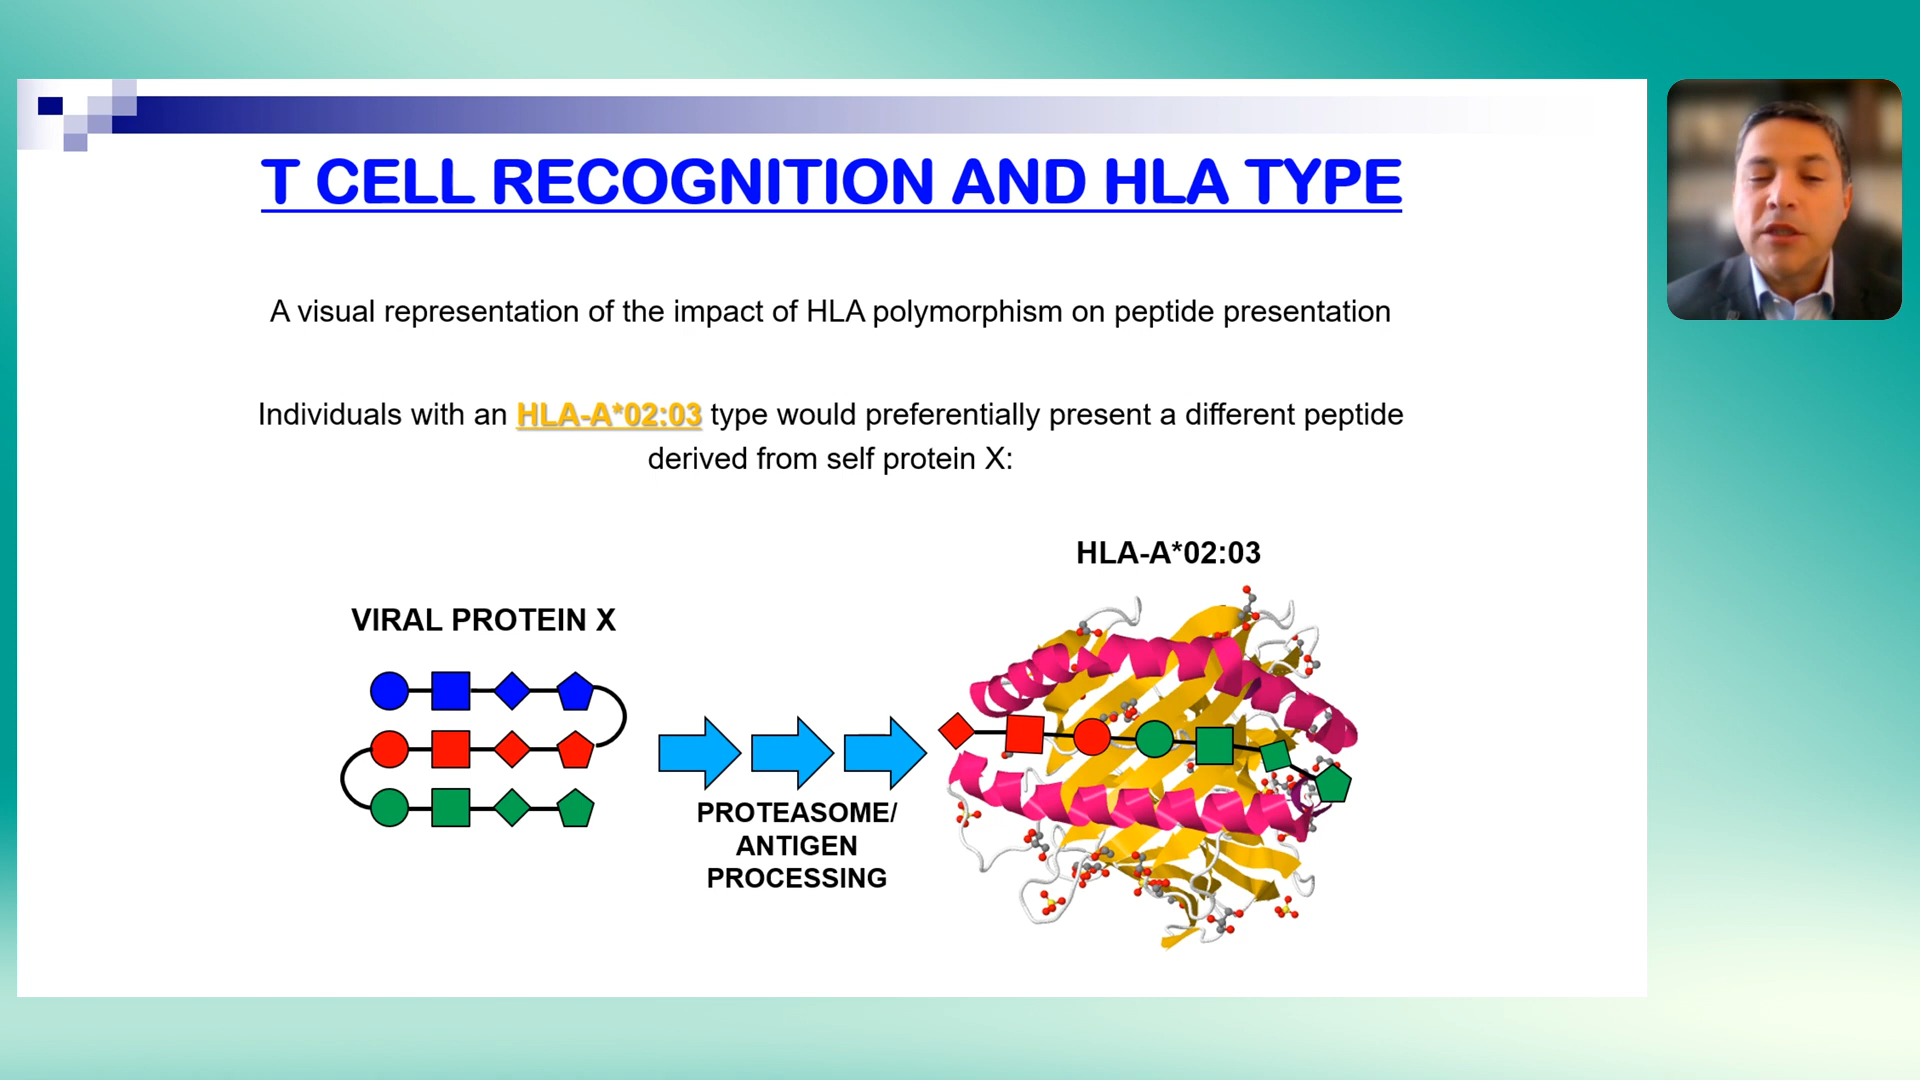 T CELL RECOGNITION AND HLA TYPE
A visual representation of the impact of HLA polymorphism on peptide presentation
Individuals with an HLA-A*02:03 type would preferentially present a different peptide
derived from self protein X:
HLA-A*02:03
VIRAL PROTEIN X
PROTEASOME/
ANTIGEN
PROCESSING